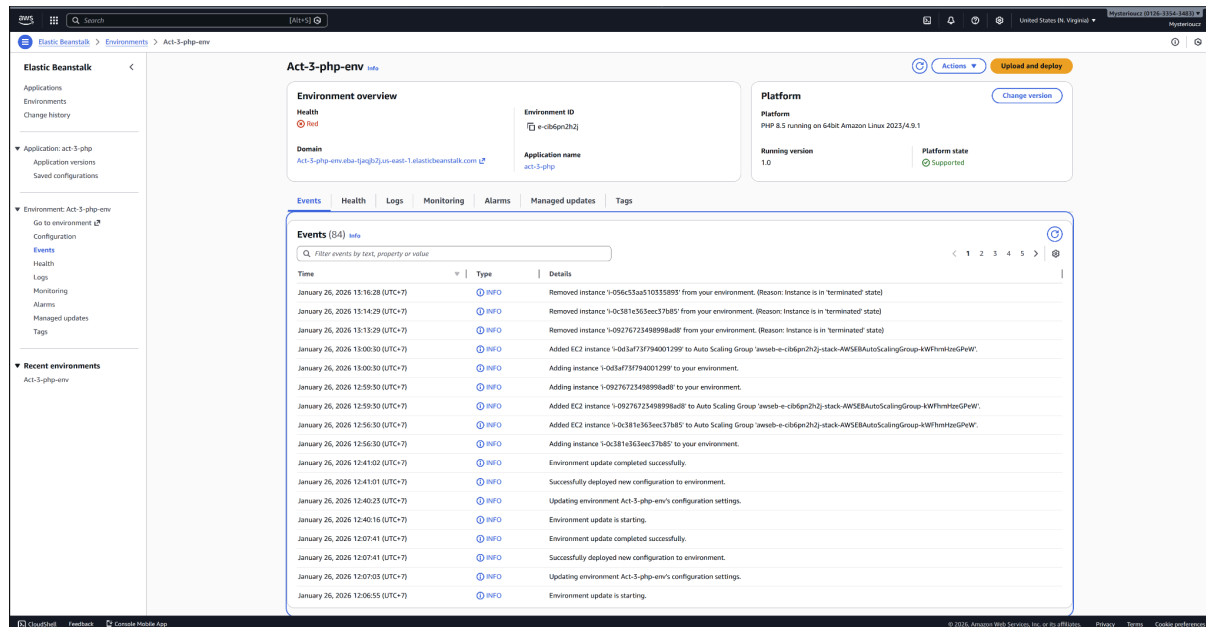 aws
Search
[Alt+S]
United States (N. Virginia)
Mysterioucz (0126-3354-3483)
Mysterioucz
Elastic Beanstalk > Environments > Act-3-php-env
Elastic Beanstalk
Applications
Environments
Change history
Application: act-3-php
Application versions
Saved configurations
Environment: Act-3-php-env
Go to environment
Configuration
Events
Health
Logs
Monitoring
Alarms
Managed updates
Tags
Recent environments
Act-3-php-env
Act-3-php-env Info
Actions
Upload and deploy
Environment overview
Health
Red
Environment ID
e-cib6pn2h2j
Domain
Act-3-php-env.eba-tjaqjb2j.us-east-1.elasticbeanstalk.com
Application name
act-3-php
Platform
Change version
Platform
PHP 8.5 running on 64bit Amazon Linux 2023/4.9.1
Running version
1.0
Platform state
Supported
Events Health Logs Monitoring Alarms Managed updates Tags
Events (84) Info
Filter events by text, property or value
1 2 3 4 5
Time Type Details
January 26, 2026 13:16:28 (UTC+7) INFO Removed instance 'i-056c53aa510335893' from your environment. (Reason: Instance is in 'terminated' state)
January 26, 2026 13:14:29 (UTC+7) INFO Removed instance 'i-0c381e363eec37b85' from your environment. (Reason: Instance is in 'terminated' state)
January 26, 2026 13:13:29 (UTC+7) INFO Removed instance 'i-09276723498998ad8' from your environment. (Reason: Instance is in 'terminated' state)
January 26, 2026 13:00:30 (UTC+7) INFO Added EC2 instance 'i-0d3af73f794001299' to Auto Scaling Group 'awseb-e-cib6pn2h2j-stack-AWSEBAutoScalingGroup-kWFhmHzeGPeW'.
January 26, 2026 13:00:30 (UTC+7) INFO Adding instance 'i-0d3af73f794001299' to your environment.
January 26, 2026 12:59:30 (UTC+7) INFO Adding instance 'i-09276723498998ad8' to your environment.
January 26, 2026 12:59:30 (UTC+7) INFO Added EC2 instance 'i-09276723498998ad8' to Auto Scaling Group 'awseb-e-cib6pn2h2j-stack-AWSEBAutoScalingGroup-kWFhmHzeGPeW'.
January 26, 2026 12:56:30 (UTC+7) INFO Added EC2 instance 'i-0c381e363eec37b85' to Auto Scaling Group 'awseb-e-cib6pn2h2j-stack-AWSEBAutoScalingGroup-kWFhmHzeGPeW'.
January 26, 2026 12:56:30 (UTC+7) INFO Adding instance 'i-0c381e363eec37b85' to your environment.
January 26, 2026 12:41:02 (UTC+7) INFO Environment update completed successfully.
January 26, 2026 12:41:01 (UTC+7) INFO Successfully deployed new configuration to environment.
January 26, 2026 12:40:23 (UTC+7) INFO Updating environment Act-3-php-env's configuration settings.
January 26, 2026 12:40:16 (UTC+7) INFO Environment update is starting.
January 26, 2026 12:07:41 (UTC+7) INFO Environment update completed successfully.
January 26, 2026 12:07:41 (UTC+7) INFO Successfully deployed new configuration to environment.
January 26, 2026 12:07:03 (UTC+7) INFO Updating environment Act-3-php-env's configuration settings.
January 26, 2026 12:06:55 (UTC+7) INFO Environment update is starting.
CloudShell Feedback Console Mobile App
© 2026, Amazon Web Services, Inc. or its affiliates. Privacy Terms Cookie preferences